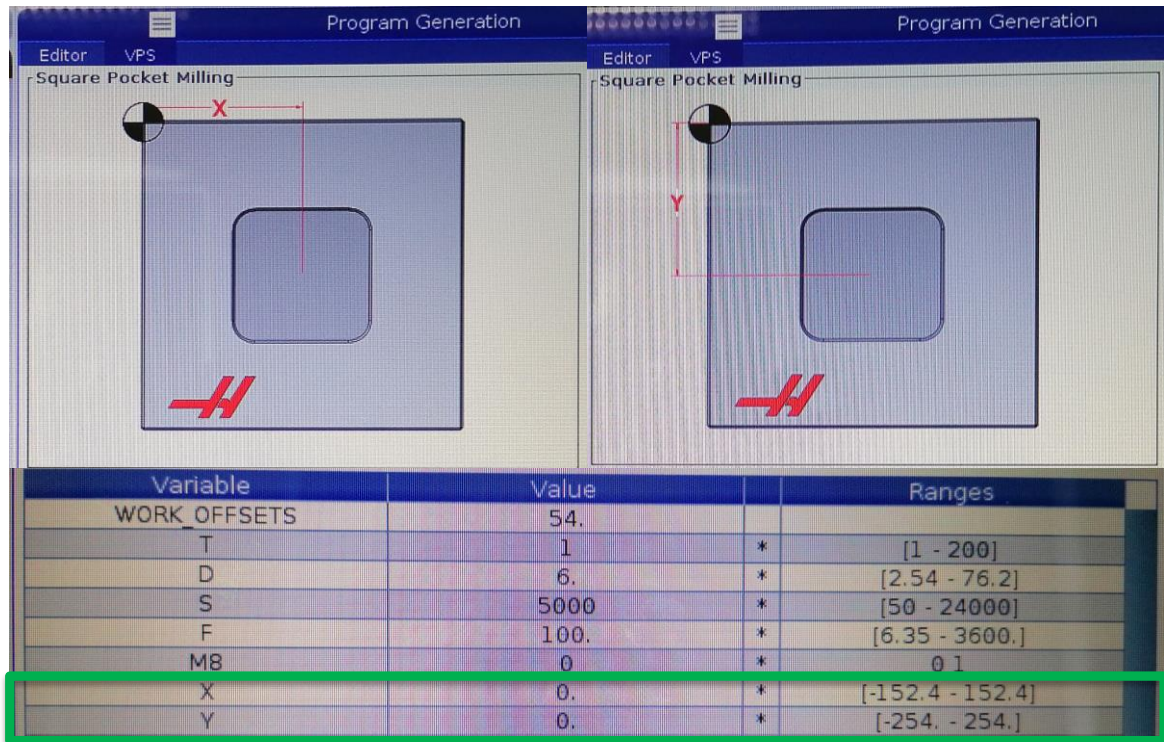 Program Generation
Editor VPS
Square Pocket Milling
X
Program Generation
Editor VPS
Square Pocket Milling
Y
Variable Value Ranges
WORK_OFFSETS 54.
T 1 * [1 - 200]
D 6. * [2.54 - 76.2]
S 5000 * [50 - 24000]
F 100. * [6.35 - 3600.]
M8 0 * 0 1
X 0. * [-152.4 - 152.4]
Y 0. * [-254. - 254.]